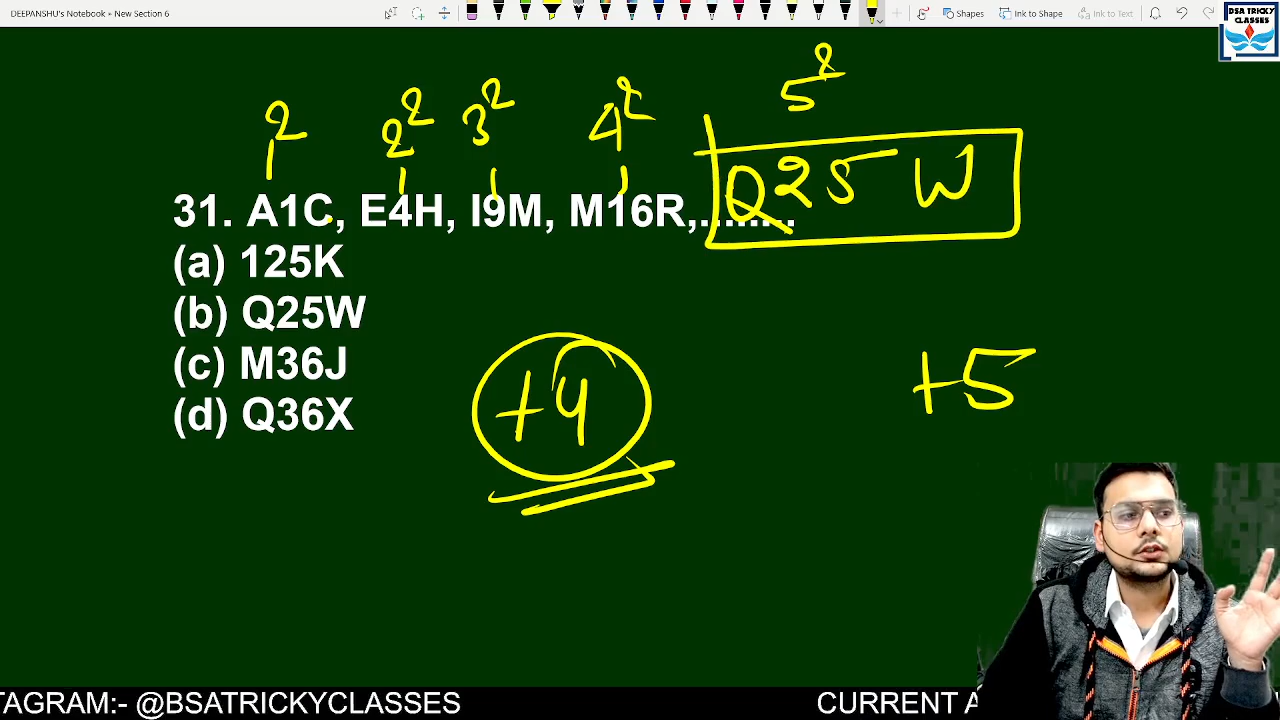 DEEPANSHU's Notebook ▸ New Section 6
Shapes Ink to Shape Ink to Text
BSA TRICKY
CLASSES
1² 2² 3² 4² 5²
31. A1C, E4H, I9M, M16R,.........
Q25W
(a) 125K
(b) Q25W
(c) M36J
(d) Q36X
+4
+5
TAGRAM:- @BSATRICKYCLASSES CURRENT A